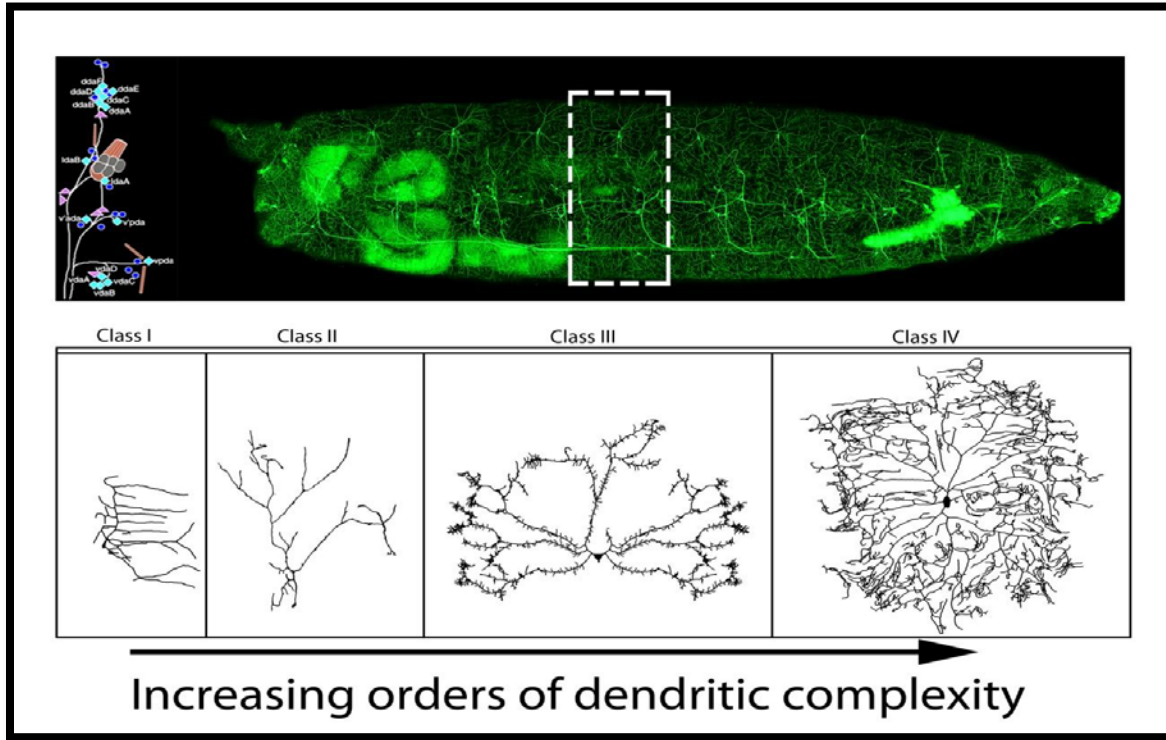 ddaF
ddaD
ddaE
ddaC
ddaB
ddaA
ldaB
ldaA
v'ada
v'pda
vpda
vdaD
vdaA
vdaC
vdaB
Class I
Class II
Class III
Class IV
Increasing orders of dendritic complexity